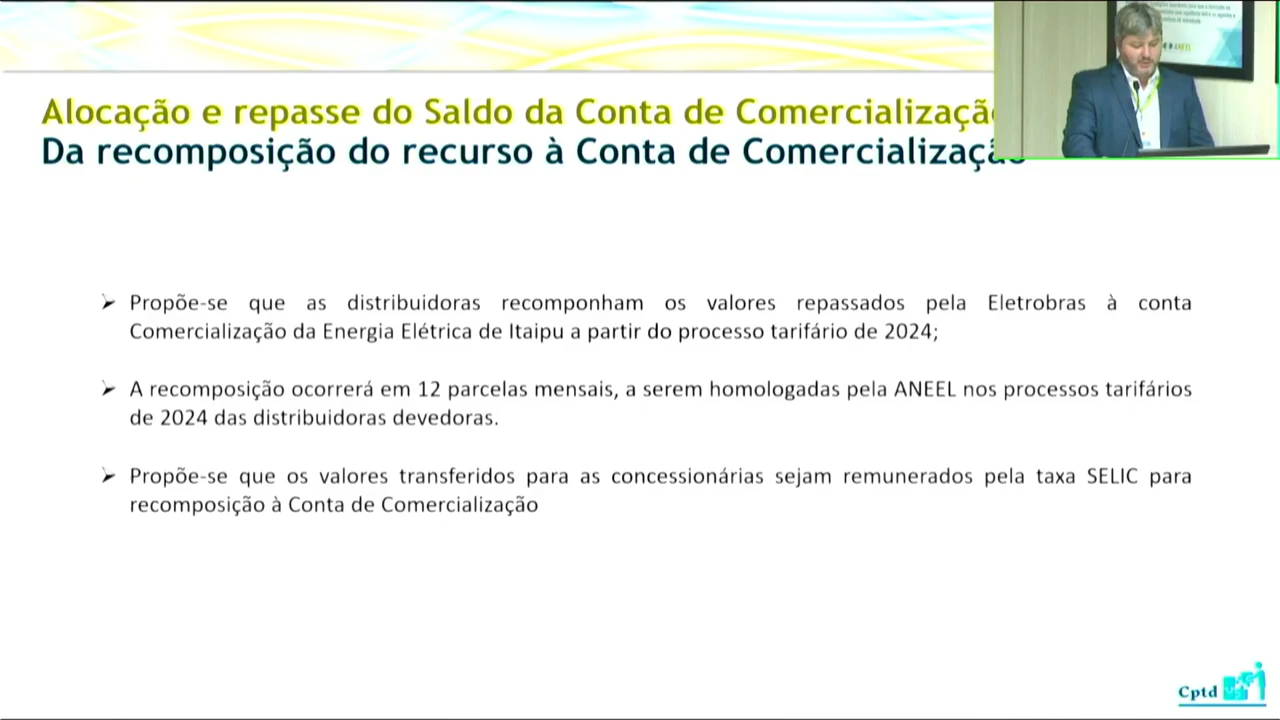 Alocação e repasse do Saldo da Conta de Comercialização
Da recomposição do recurso à Conta de Comercialização
Propõe-se que as distribuidoras recomponham os valores repassados pela Eletrobras à conta
Comercialização da Energia Elétrica de Itaipu a partir do processo tarifário de 2024;
A recomposição ocorrerá em 12 parcelas mensais, a serem homologadas pela ANEEL nos processos tarifários
de 2024 das distribuidoras devedoras.
Propõe-se que os valores transferidos para as concessionárias sejam remunerados pela taxa SELIC para
recomposição à Conta de Comercialização
Cptd